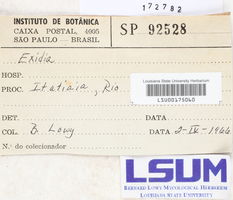 172782
INSTITUTO DE BOTÂNICA
CAIXA POSTAL, 4005
SÃO PAULO — BRASIL
SP 92528
Exidia
HOSP.
PROC. Itatiaia, Rio
Louisiana State University Herbarium
LSU00175040
DET. DATA
COL. B. Lowy DATA 2-IV-1966
N.º do colecionador
LSUM
BERNARD LOWY MYCOLOGICAL HERBARIUM
LOUISIANA STATE UNIVERSITY